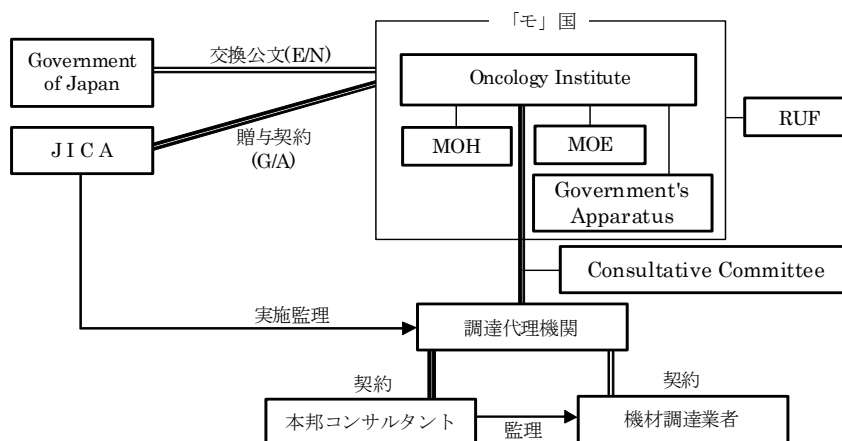 「モ」国
Government
of Japan
交換公文(E/N)
Oncology Institute
RUF
ＪＩＣＡ
贈与契約
(G/A)
MOH
MOE
Government's
Apparatus
Consultative Committee
実施監理
調達代理機関
契約
契約
本邦コンサルタント
監理
機材調達業者